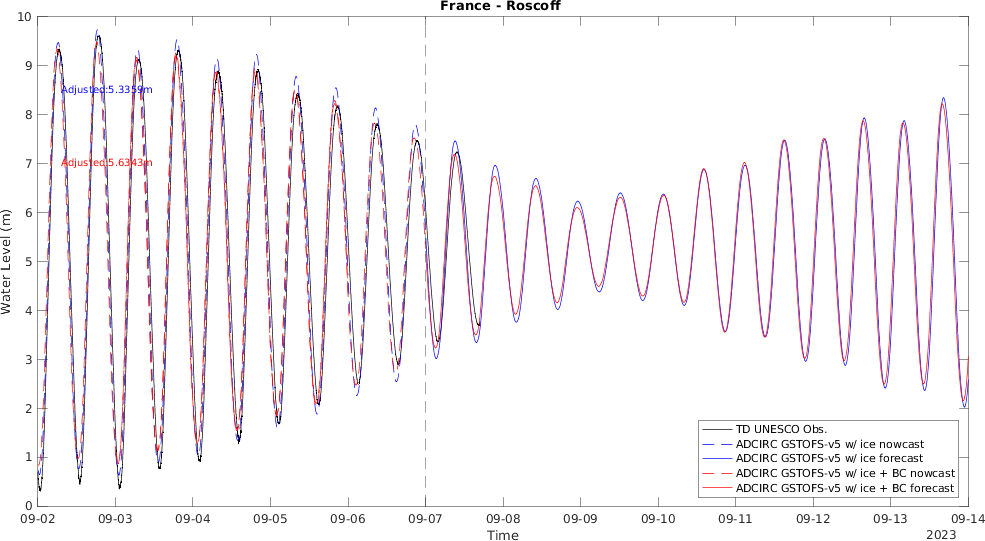 France - Roscoff
10
9
8
7
6
5
4
3
2
1
0
Water Level (m)
Adjusted:5.3359m
Adjusted:5.6343m
TD UNESCO Obs.
ADCIRC GSTOFS-v5 w/ ice nowcast
ADCIRC GSTOFS-v5 w/ ice forecast
ADCIRC GSTOFS-v5 w/ ice + BC nowcast
ADCIRC GSTOFS-v5 w/ ice + BC forecast
09-02 09-03 09-04 09-05 09-06 09-07 09-08 09-09 09-10 09-11 09-12 09-13 09-14
Time
2023